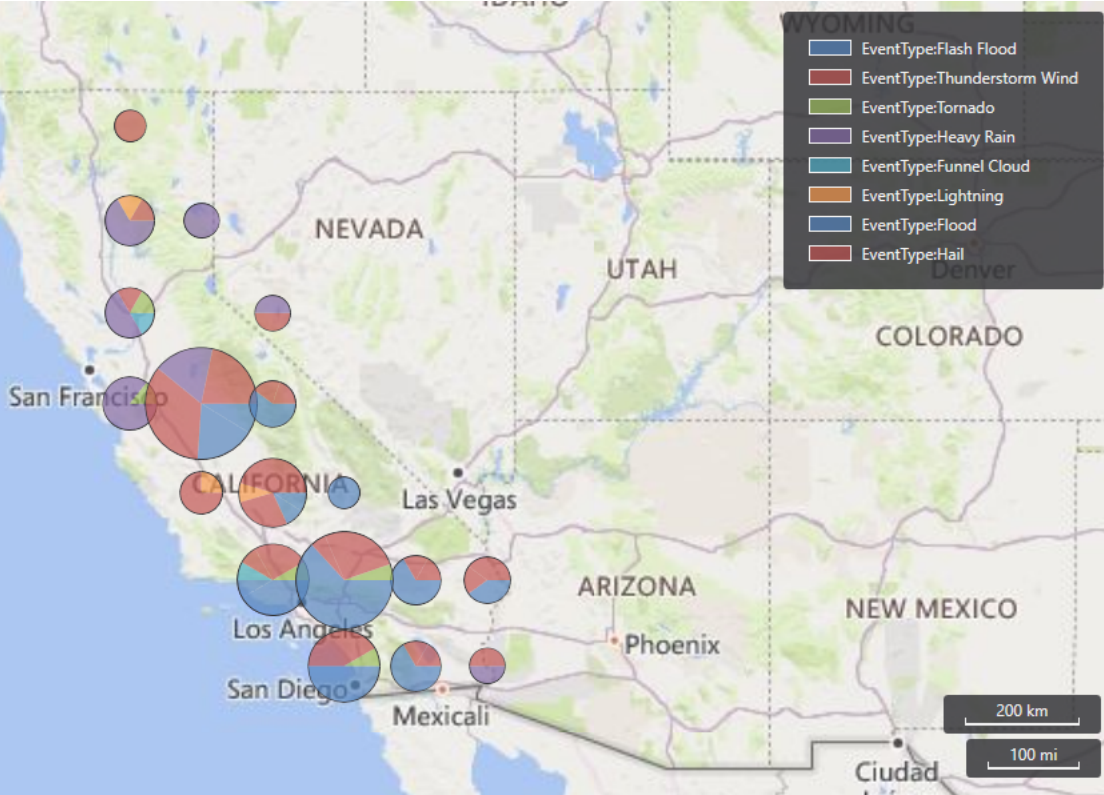 IDAHO
WYOMING
EventType:Flash Flood
EventType:Thunderstorm Wind
EventType:Tornado
EventType:Heavy Rain
EventType:Funnel Cloud
EventType:Lightning
EventType:Flood
EventType:Hail
NEVADA
UTAH
Denver
COLORADO
San Francisco
CALIFORNIA
Las Vegas
ARIZONA
NEW MEXICO
Los Angeles
Phoenix
San Diego
Mexicali
200 km
100 mi
Ciudad